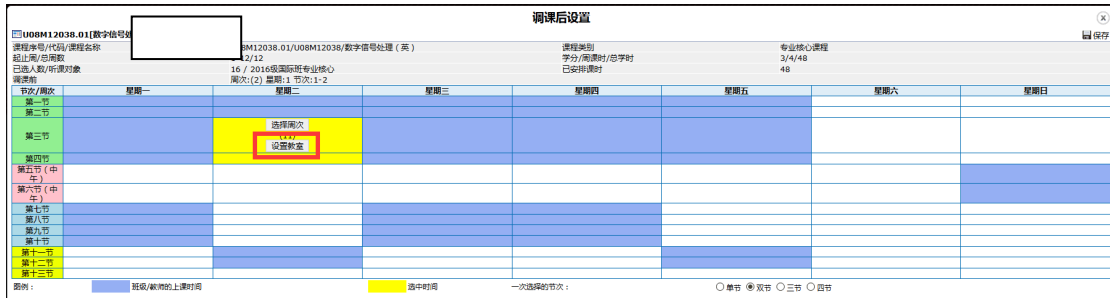 调课后设置
U08M12038.01[数字信号处
保存
课程序号/代码/课程名称 M12038.01/U08M12038/数字信号处理（英） 课程类别 专业核心课程
起止周/总周数 12/12 学分/周课时/总学时 3/4/48
已选人数/听课对象 16 / 2016级国际班专业核心 已安排课时 48
调课前 周次:(2) 星期:1 节次:1-2
节次/周次 星期一 星期二 星期三 星期四 星期五 星期六 星期日
第一节
第二节
选择周次
第三节 (11)
设置教室
第四节
第五节（中
午）
第六节（中
午）
第七节
第八节
第九节
第十节
第十一节
第十二节
第十三节
图例： 班级/教师的上课时间 选中时间 一次选择的节次： 单节 双节 三节 四节